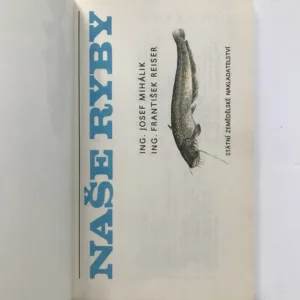 NAŠE RYBY
ING. JOSEF MIHÁLIK
ING. FRANTIŠEK REISER
STÁTNÍ ZEMĚDĚLSKÉ NAKLADATELSTVÍ